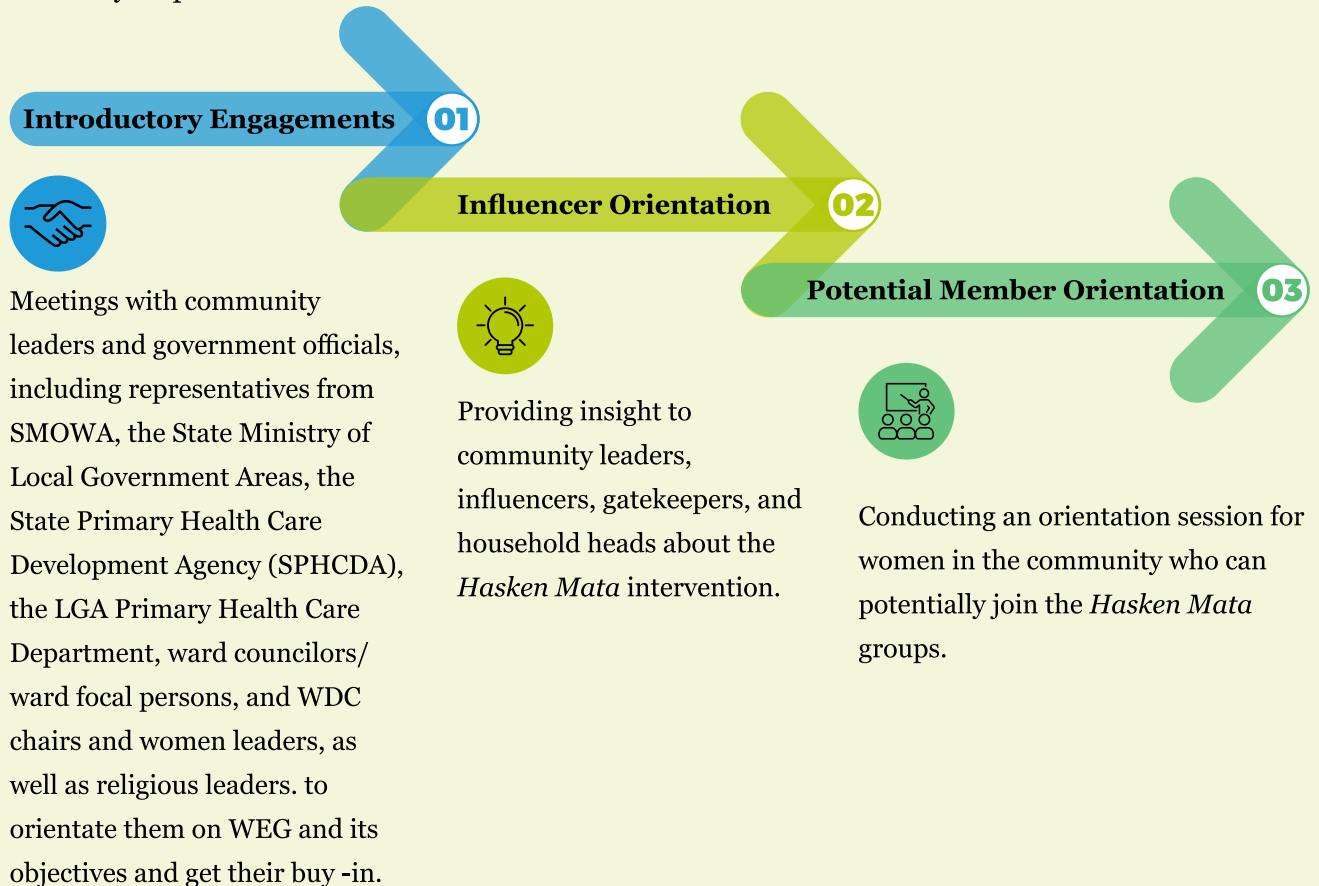 Introductory Engagements 01
Influencer Orientation 02
Potential Member Orientation 03
Meetings with community
leaders and government officials,
including representatives from
SMOWA, the State Ministry of
Local Government Areas, the
State Primary Health Care
Development Agency (SPHCDA),
the LGA Primary Health Care
Department, ward councilors/
ward focal persons, and WDC
chairs and women leaders, as
well as religious leaders. to
orientate them on WEG and its
objectives and get their buy -in.
Providing insight to
community leaders,
influencers, gatekeepers, and
household heads about the
Hasken Mata intervention.
Conducting an orientation session for
women in the community who can
potentially join the Hasken Mata
groups.